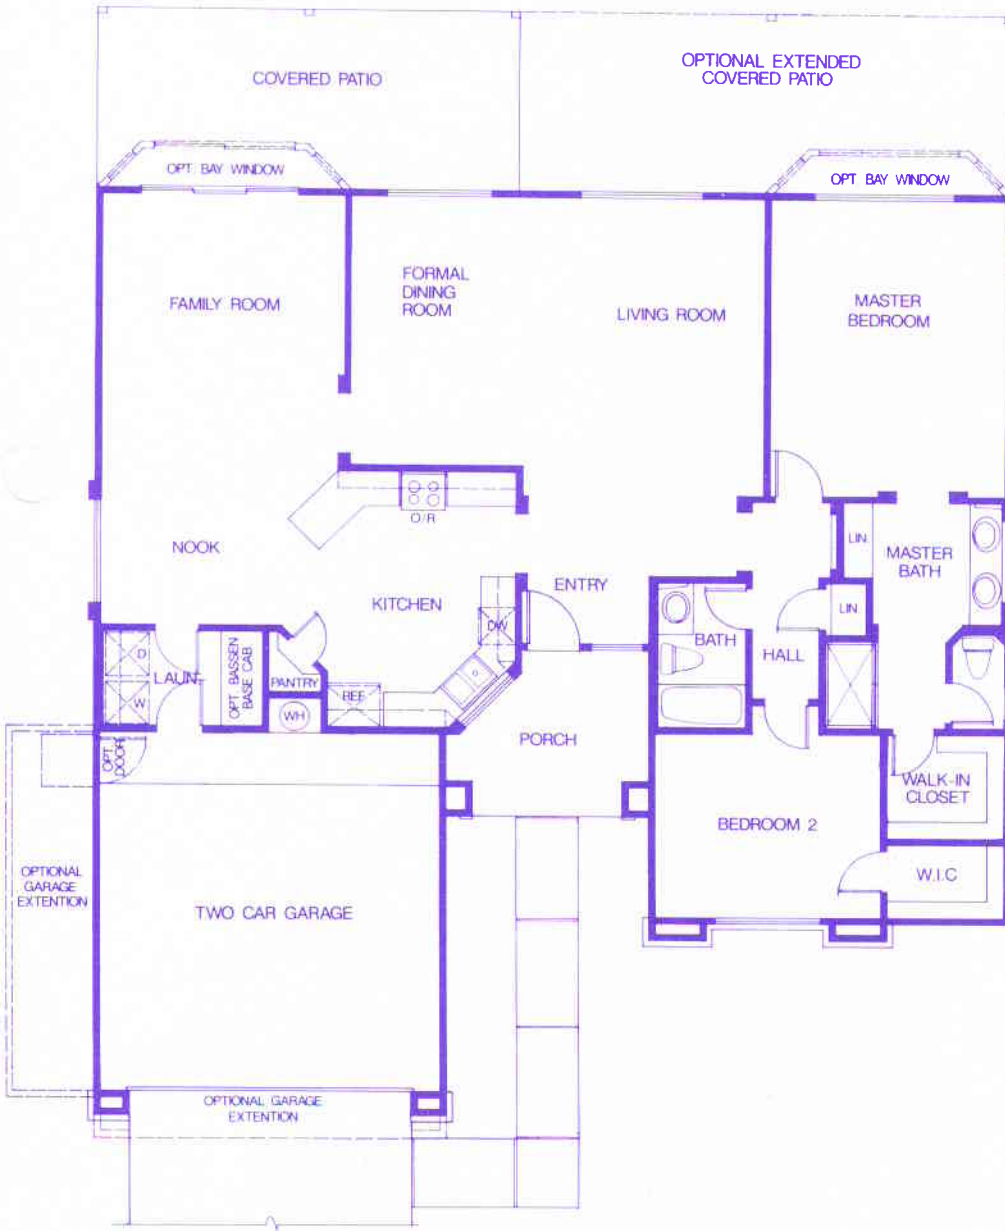 COVERED PATIO
OPTIONAL EXTENDED
COVERED PATIO
OPT. BAY WINDOW
OPT BAY WINDOW
FAMILY ROOM
FORMAL
DINING
ROOM
LIVING ROOM
MASTER
BEDROOM
O/R
NOOK
KITCHEN
ENTRY
LIN.
MASTER
BATH
DW
BATH
LIN
HALL
D
LAUN.
W
OPT. BASSEN
BASE CAB
PANTRY
REF
WH
OPT.
DOOR
PORCH
WALK-IN
CLOSET
BEDROOM 2
W.I.C
OPTIONAL
GARAGE
EXTENTION
TWO CAR GARAGE
OPTIONAL GARAGE
EXTENTION